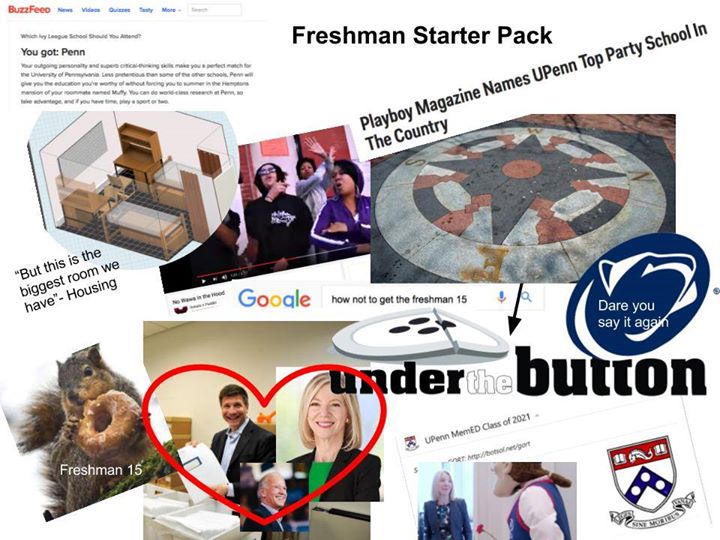 BuzzFeed News Videos Quizzes Tasty More Search
Freshman Starter Pack
Which Ivy League School Should You Attend?
You got: Penn
Your outgoing personality and superb critical-thinking skills make you a perfect match for
the University of Pennsylvania. Less pretentious than some of the other schools, Penn will
give you the education you're worthy of without forcing you to summer in the Hamptons
mansion of your roommate named Muffy. You can do world-class research at Penn, so
take advantage, and if you have time, play a sport or two.
Playboy Magazine Names UPenn Top Party School In
The Country
S
W
N
E
"But this is the
biggest room we
have"- Housing
No Wawa in the Hood
Google how not to get the freshman 15
Dare you
say it again
under the button
Freshman 15
UPenn MemED Class of 2021
GORT: http://botsol.net/gort
SINE MORIBUS